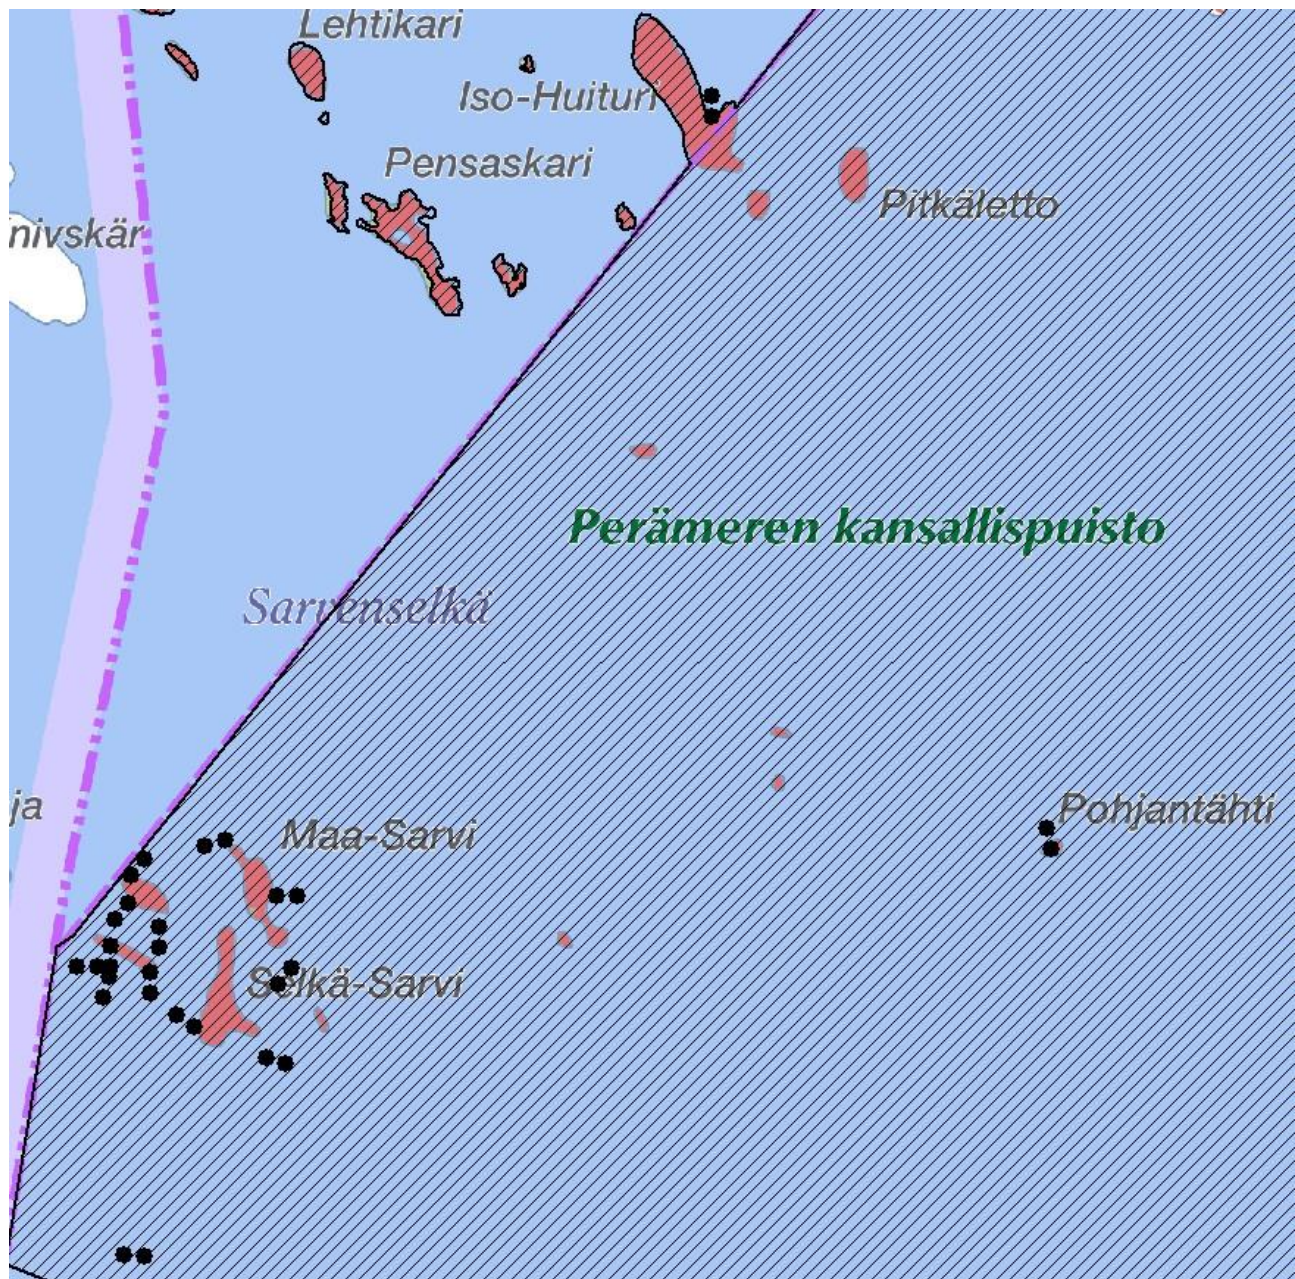 Lehtikari
Iso-Huituri
Pensaskari
Pitkäletto
nivskär
Perämeren kansallispuisto
Sarvenselkä
ja
Pohjantähti
Maa-Sarvi
Selkä-Sarvi